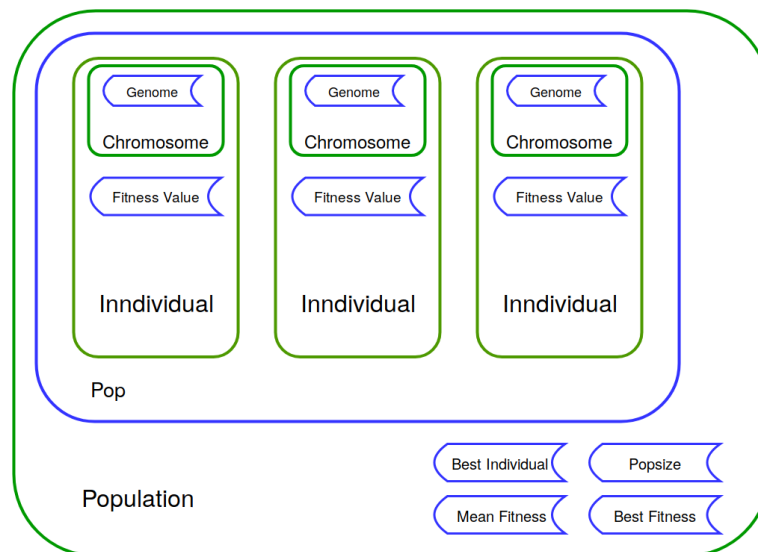 Genome Genome Genome
Chromosome Chromosome Chromosome
Fitness Value Fitness Value Fitness Value
Inndividual Inndividual Inndividual
Pop
Best Individual Popsize
Population
Mean Fitness Best Fitness